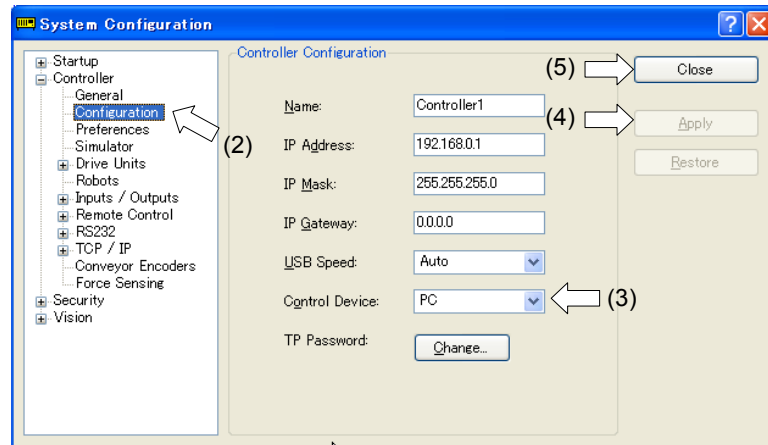 System Configuration
Startup
Controller
General
Configuration
Preferences
Simulator
Drive Units
Robots
Inputs / Outputs
Remote Control
RS232
TCP / IP
Conveyor Encoders
Force Sensing
Security
Vision
(2)
Controller Configuration
Name: Controller1
IP Address: 192.168.0.1
IP Mask: 255.255.255.0
IP Gateway: 0.0.0.0
USB Speed: Auto
Control Device: PC
(3)
TP Password: Change...
(5)
Close
(4)
Apply
Restore